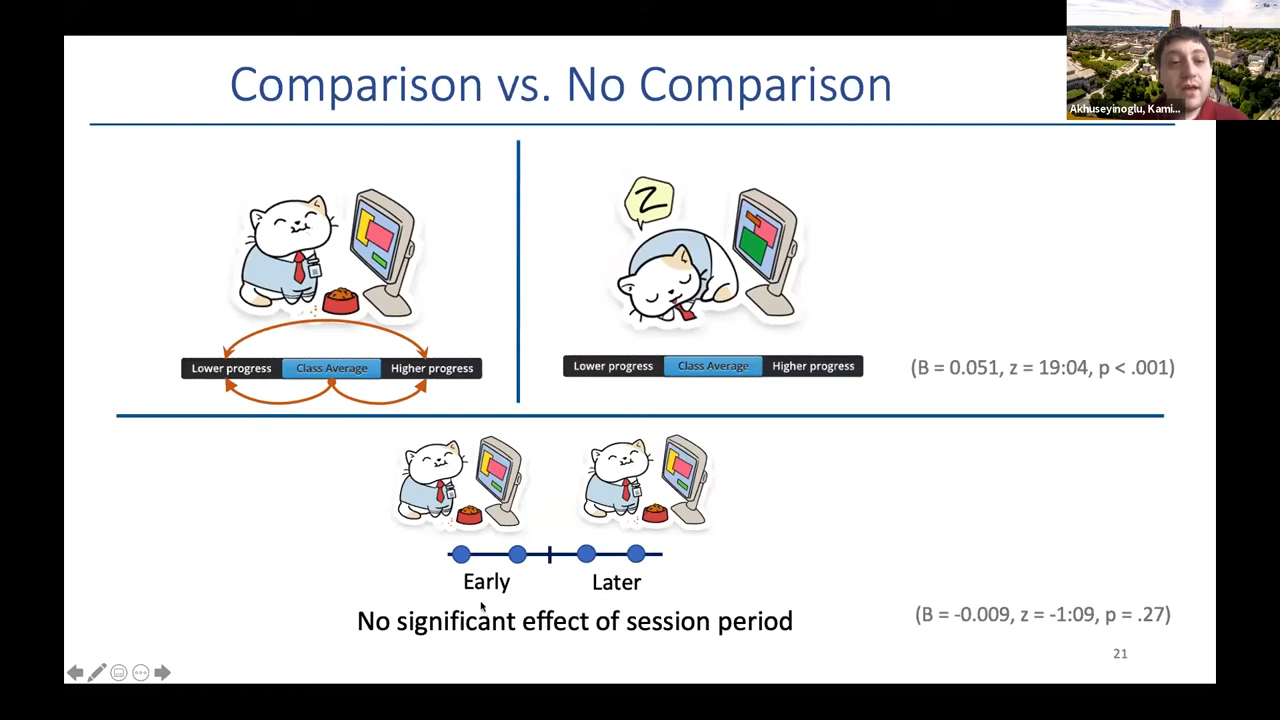 Comparison vs. No Comparison
Akhuseyinoglu, Kami...
Z
Lower progress Class Average Higher progress
Lower progress Class Average Higher progress
(B = 0.051, z = 19:04, p < .001)
Early Later
No significant effect of session period
(B = -0.009, z = -1:09, p = .27)
21